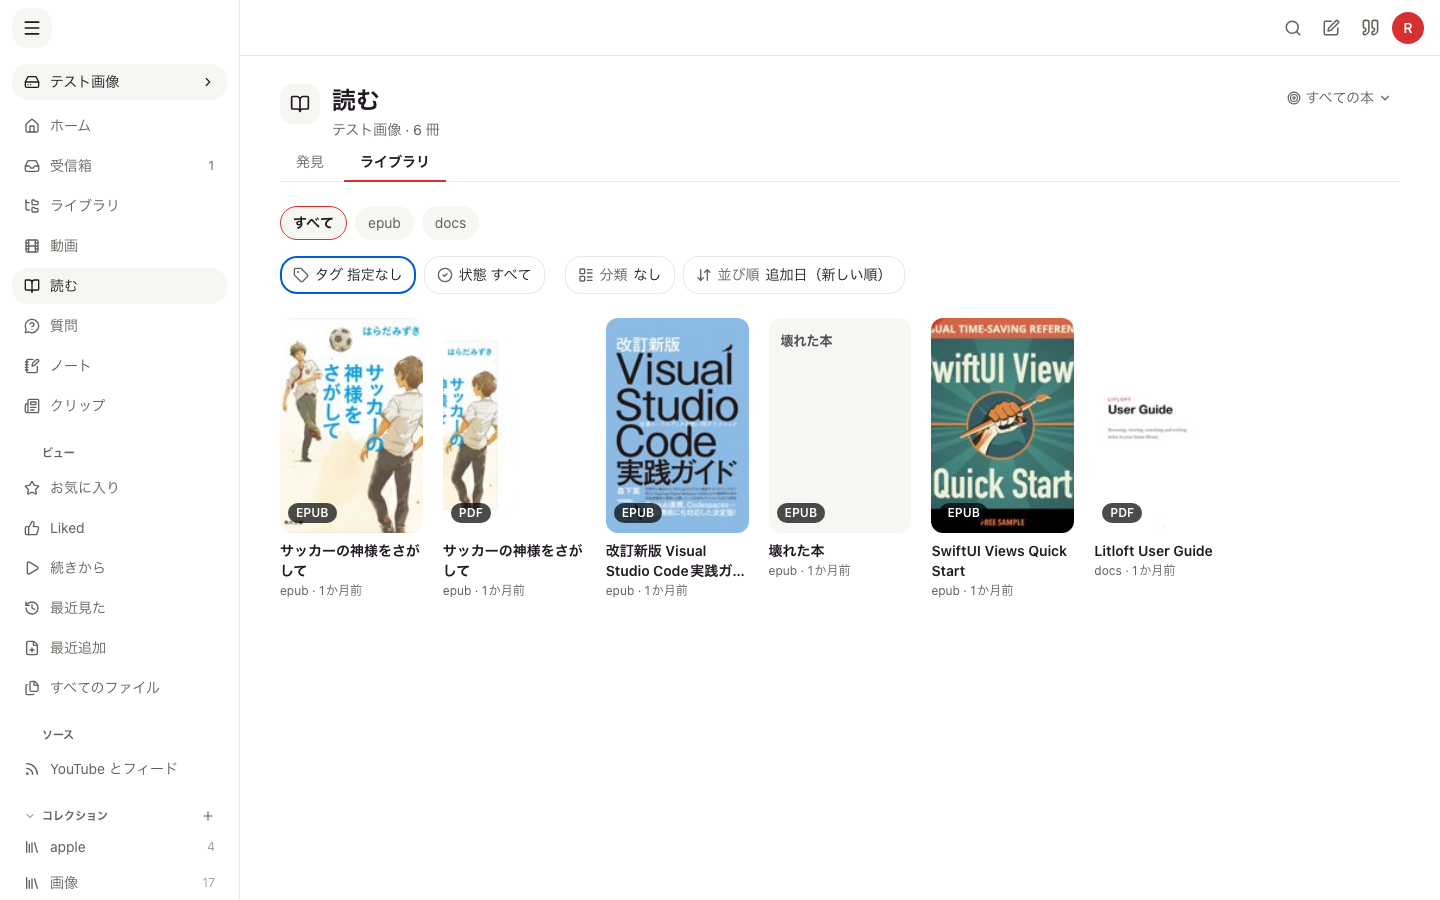 テスト画像
ホーム
受信箱 1
ライブラリ
動画
読む
質問
ノート
クリップ
ビュー
お気に入り
Liked
続きから
最近見た
最近追加
すべてのファイル
ソース
YouTube とフィード
コレクション
apple 4
画像 17
R
読む
テスト画像 · 6 冊
すべての本
発見 ライブラリ
すべて epub docs
タグ 指定なし 状態 すべて 分類 なし 並び順 追加日（新しい順）
はらだみずき
サッカーの
神様を
さがして
EPUB
サッカーの神様をさが
して
epub · 1か月前
はらだみずき
サッカーの
PDF
サッカーの神様をさが
して
epub · 1か月前
改訂新版
Visual
Studio
Code
実践ガイド
EPUB
改訂新版 Visual
Studio Code実践ガ...
epub · 1か月前
壊れた本
EPUB
壊れた本
epub · 1か月前
UAL TIME-SAVING REFEREN
wiftUI View
Quick Start
FREE SAMPLE
EPUB
SwiftUI Views Quick
Start
epub · 1か月前
LITLOFT
User Guide
PDF
Litloft User Guide
docs · 1か月前